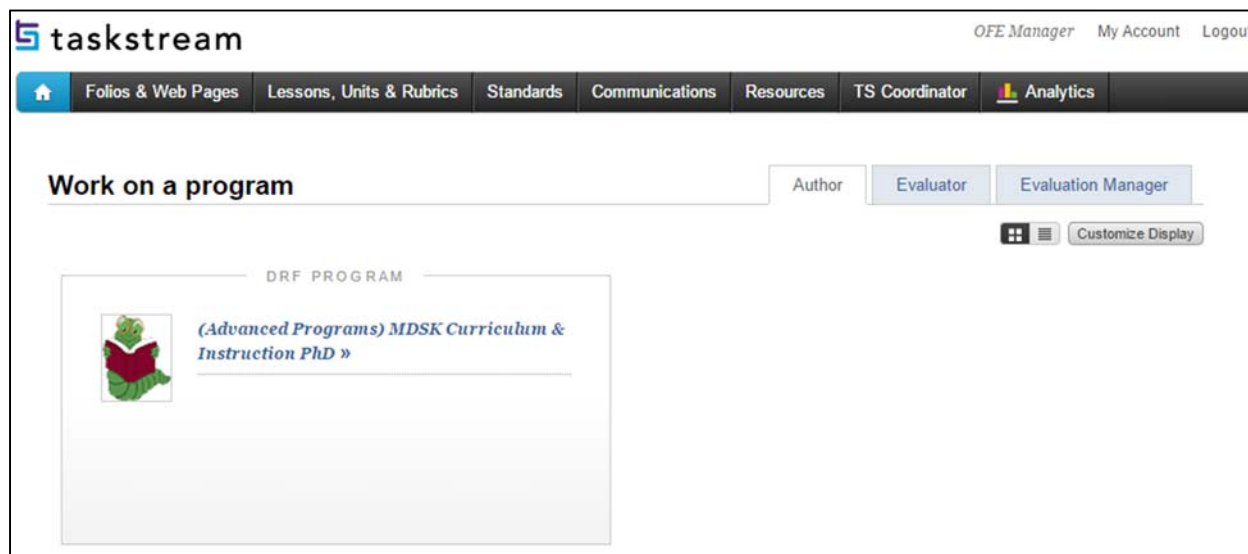 taskstream
OFE Manager My Account Logout
Folios & Web Pages Lessons, Units & Rubrics Standards Communications Resources TS Coordinator Analytics
Work on a program
Author Evaluator Evaluation Manager
Customize Display
DRF PROGRAM
(Advanced Programs) MDSK Curriculum &
Instruction PhD »